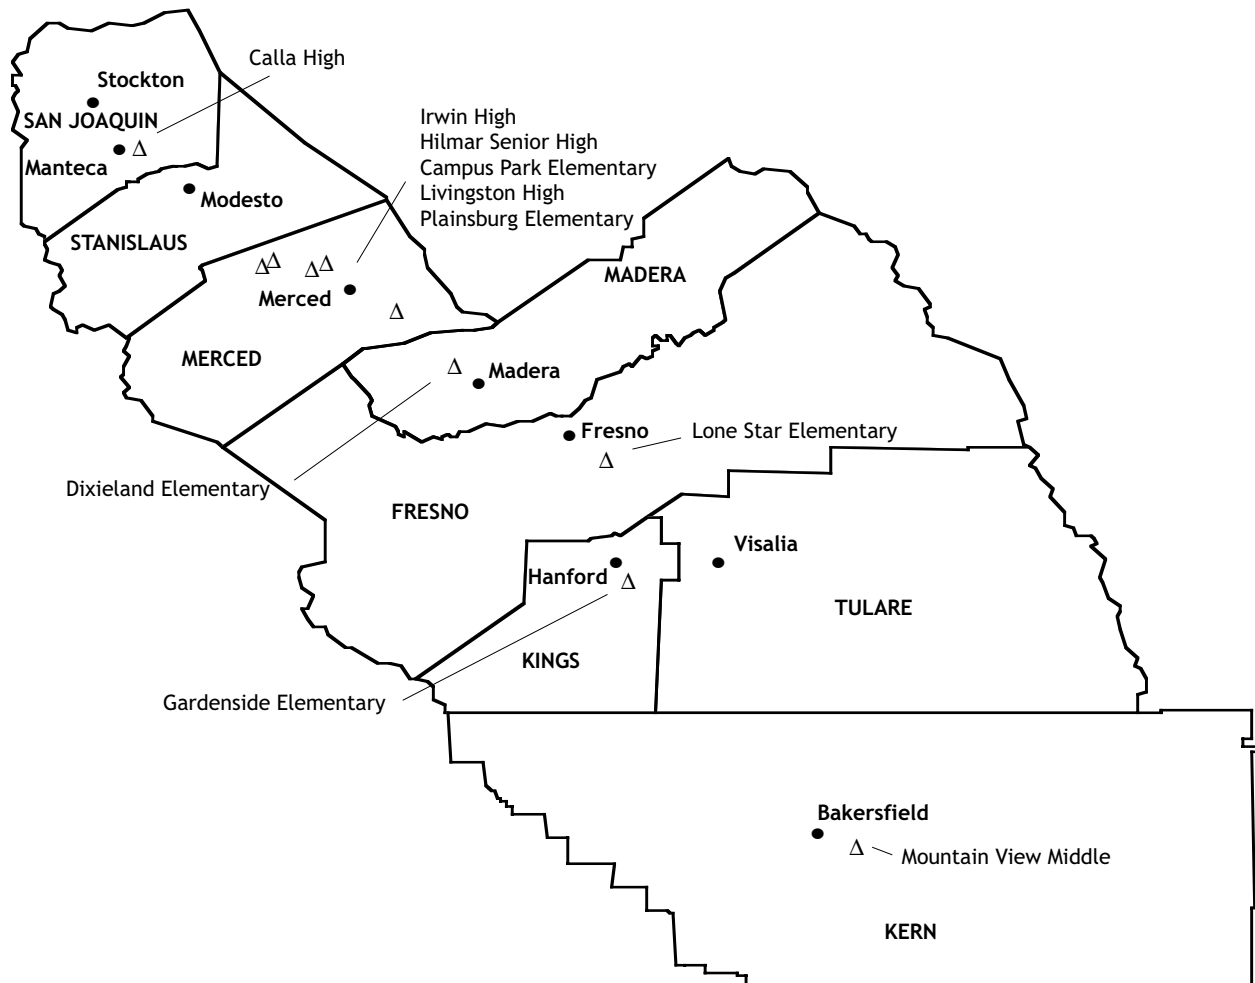 Calla High
Stockton
SAN JOAQUIN
Manteca
Irwin High
Hilmar Senior High
Campus Park Elementary
Livingston High
Plainsburg Elementary
Modesto
STANISLAUS
MADERA
Merced
MERCED
Madera
Fresno
Lone Star Elementary
Dixieland Elementary
FRESNO
Visalia
Hanford
TULARE
KINGS
Gardenside Elementary
Bakersfield
Mountain View Middle
KERN